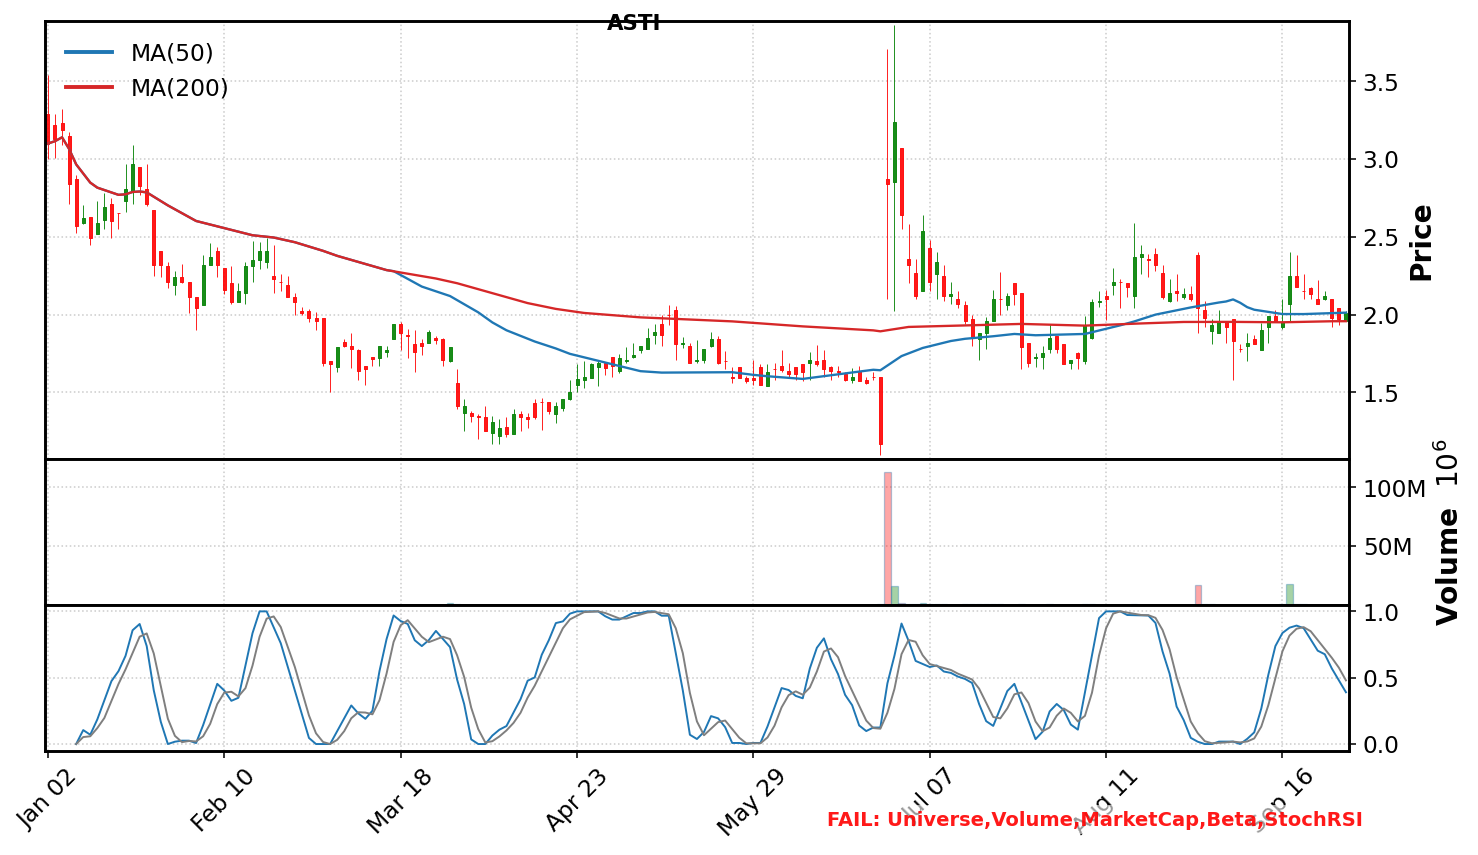 ASTI
MA(50)
MA(200)
3.5
3.0
2.5
2.0
1.5
Price
100M
50M
Volume 10^6
1.0
0.5
0.0
Jan 02
Feb 10
Mar 18
Apr 23
May 29
Jul 07
Aug 11
Sep 16
FAIL: Universe,Volume,MarketCap,Beta,StochRSI